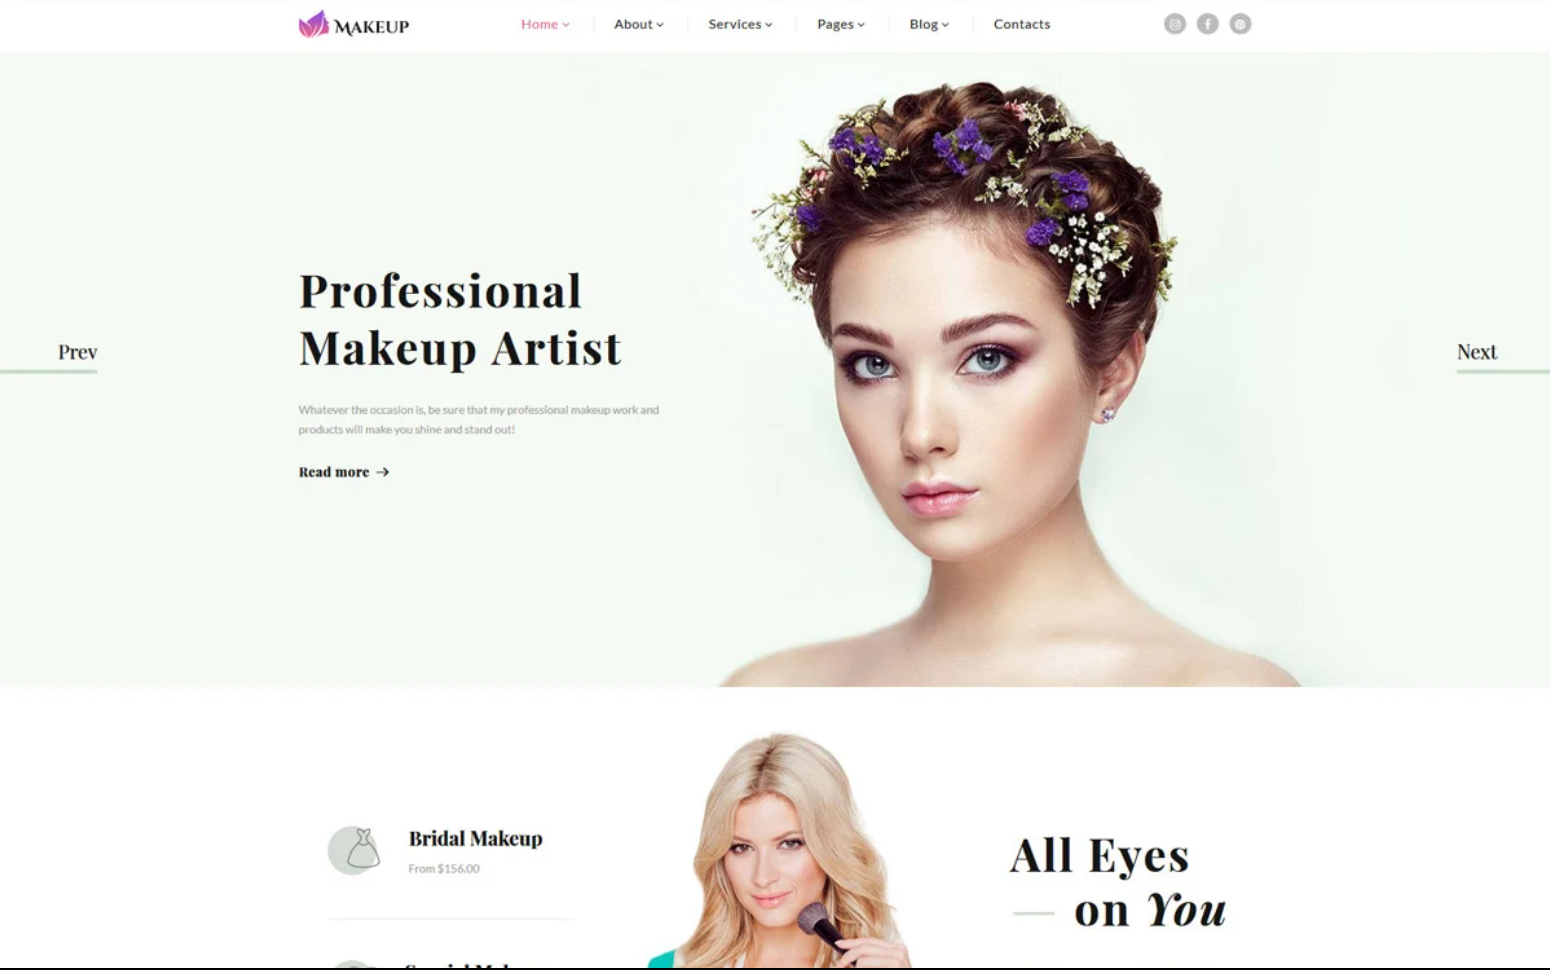 MAKEUP
Home
About
Services
Pages
Blog
Contacts
Professional
Makeup Artist
Prev
Next
Whatever the occasion is, be sure that my professional makeup work and
products will make you shine and stand out!
Read more
Bridal Makeup
From $156.00
All Eyes
on You